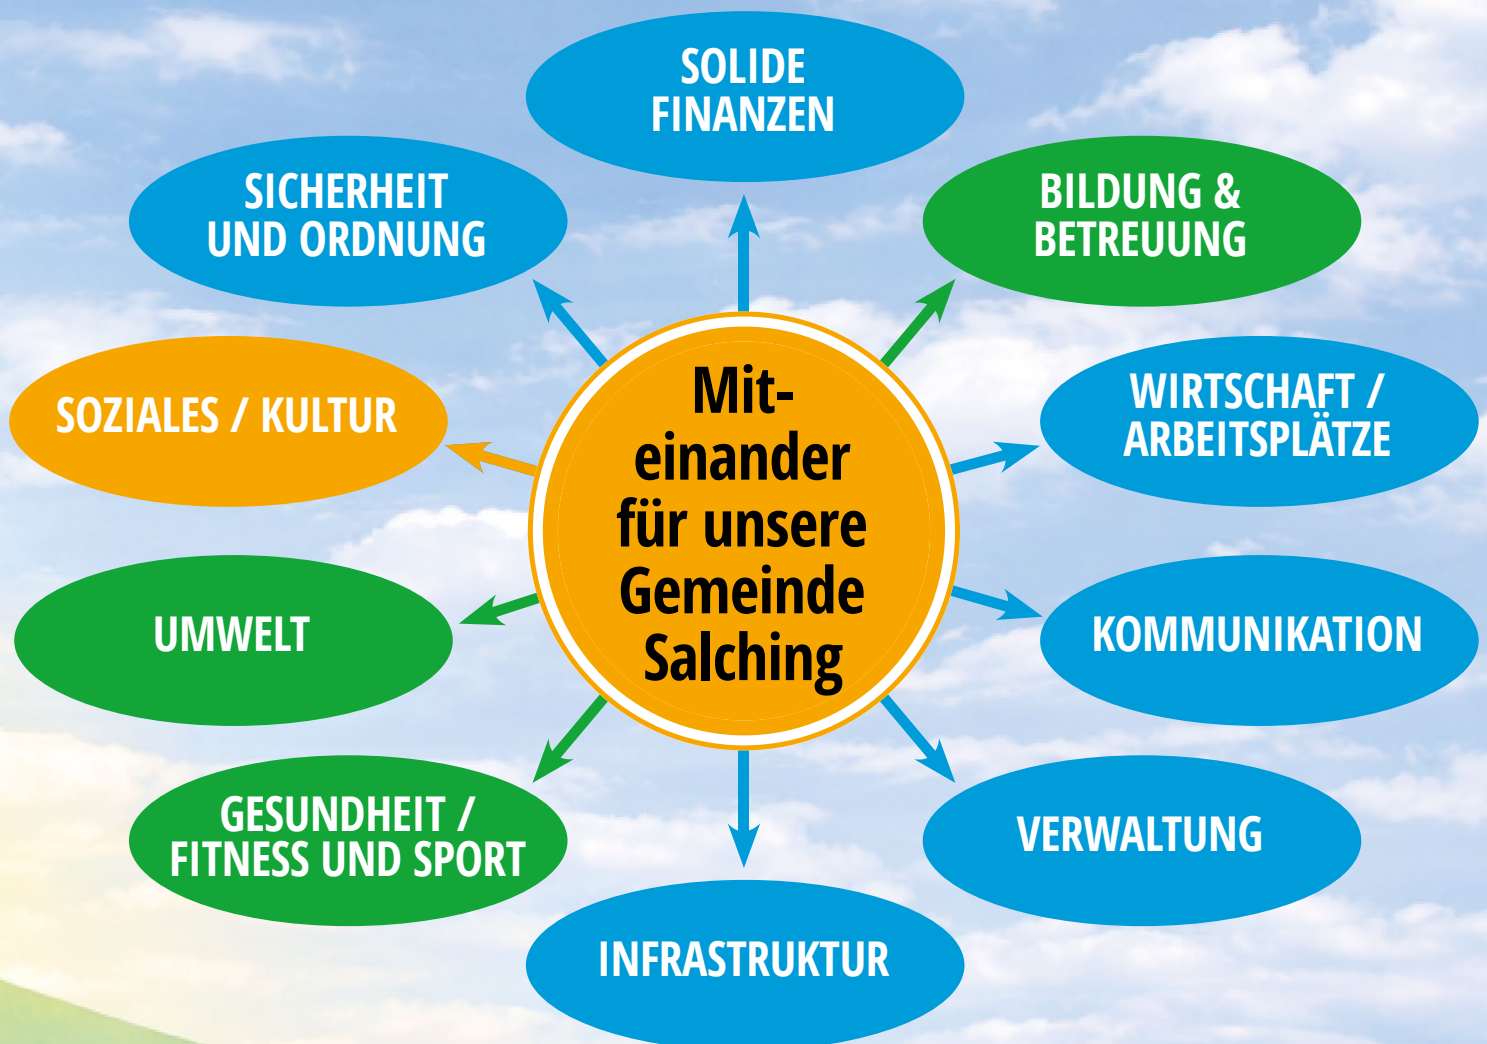 SOLIDE
FINANZEN
BILDUNG &
BETREUUNG
WIRTSCHAFT /
ARBEITSPLÄTZE
KOMMUNIKATION
VERWALTUNG
INFRASTRUKTUR
GESUNDHEIT /
FITNESS UND SPORT
UMWELT
SOZIALES / KULTUR
SICHERHEIT
UND ORDNUNG
Mit-
einander
für unsere
Gemeinde
Salching